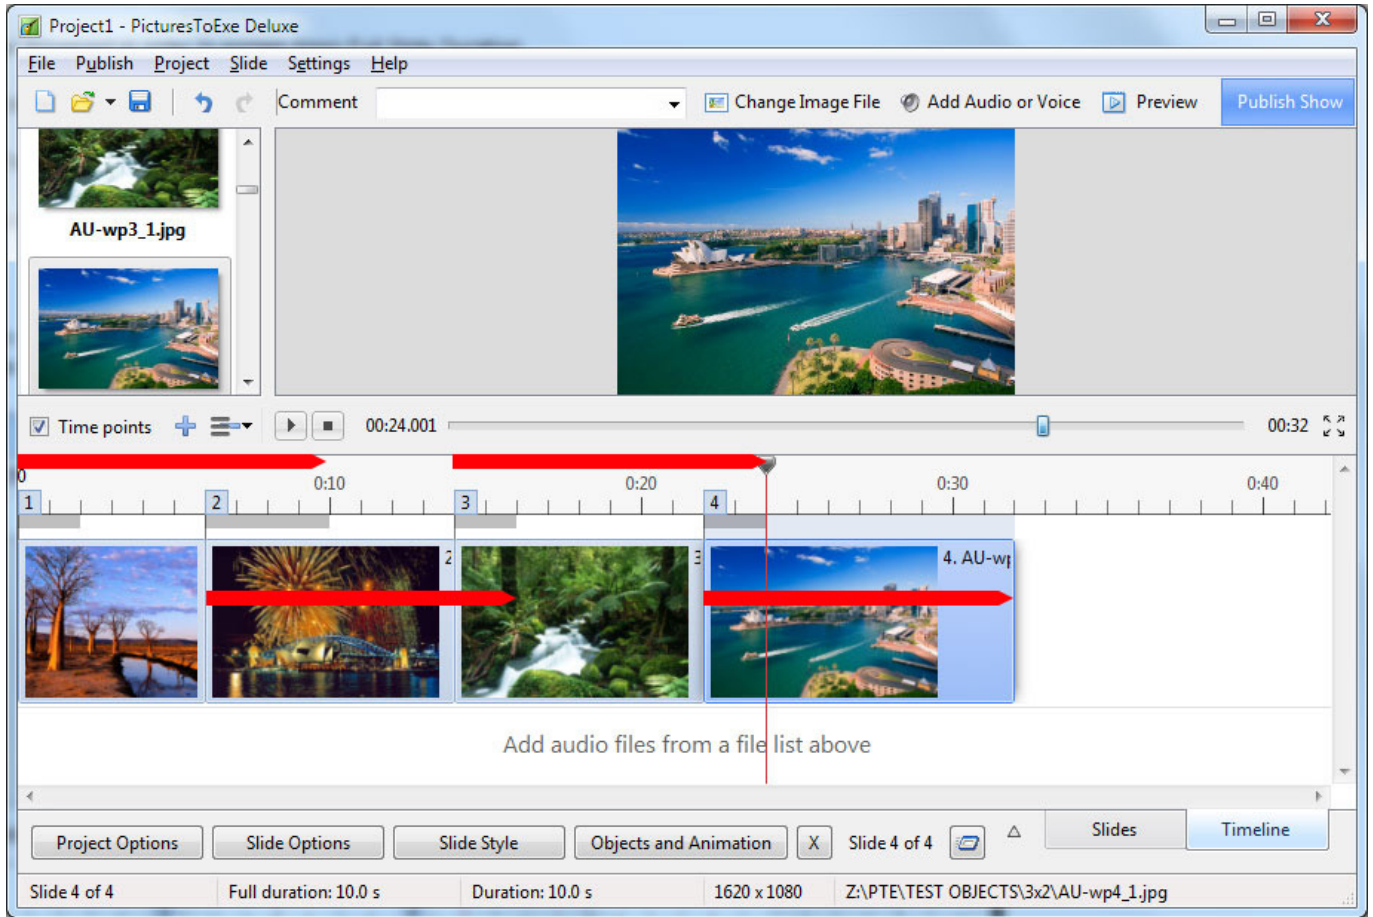 Project1 - PicturesToExe Deluxe
File Publish Project Slide Settings Help
Comment Change Image File Add Audio or Voice Preview Publish Show
AU-wp3_1.jpg
Time points 00:24.001 00:32
0 0:10 0:20 0:30 0:40
1 2 3 4
2 3 4. AU-wp
Add audio files from a file list above
Project Options Slide Options Slide Style Objects and Animation X Slide 4 of 4 Slides Timeline
Slide 4 of 4 Full duration: 10.0 s Duration: 10.0 s 1620 x 1080 Z:\PTE\TEST OBJECTS\3x2\AU-wp4_1.jpg